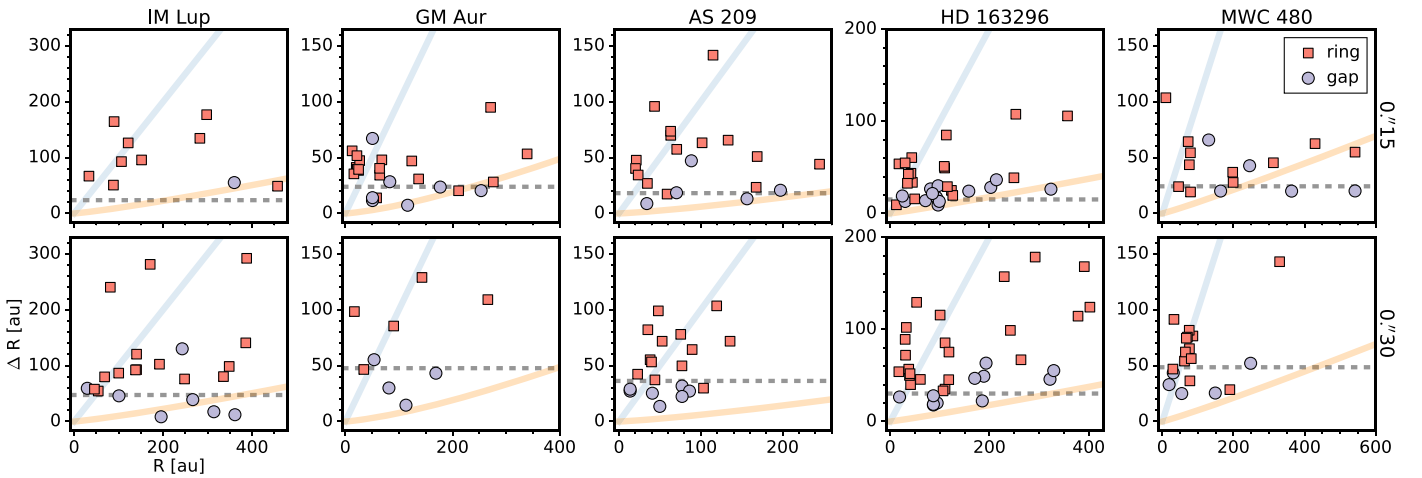 IM Lup GM Aur AS 209 HD 163296 MWC 480
300 150 150 200 150
ring
gap
200 100 100 100 100
100 50 50 50
0 0 0 0 0
0."15
300 150 150 200 150
200 100 100 100 100
100 50 50 50
0 0 0 0 0
0."30
Δ R [au]
0 200 400 0 200 400 0 100 200 0 200 400 0 200 400 600
R [au]